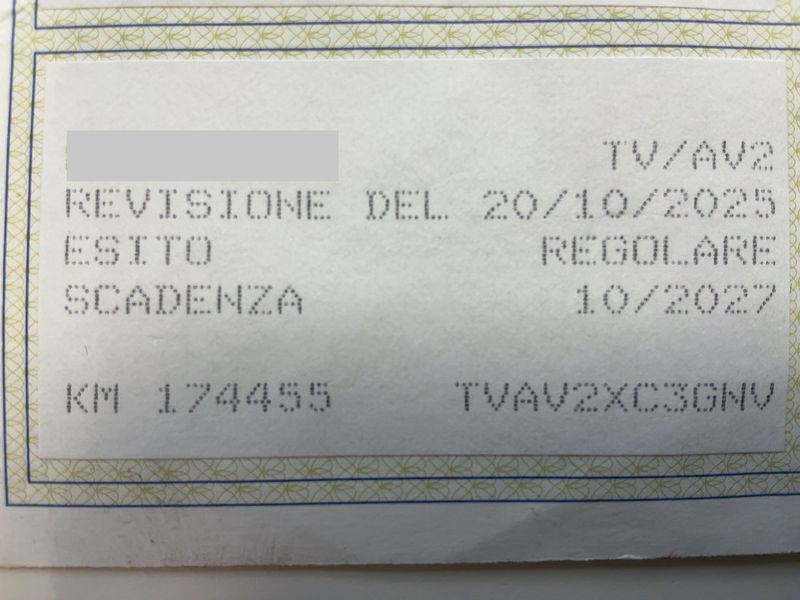 TV/AV2
REVISIONE DEL 20/10/2025
ESITO REGOLARE
SCADENZA 10/2027
KM 174455 TVAV2XC3GNV